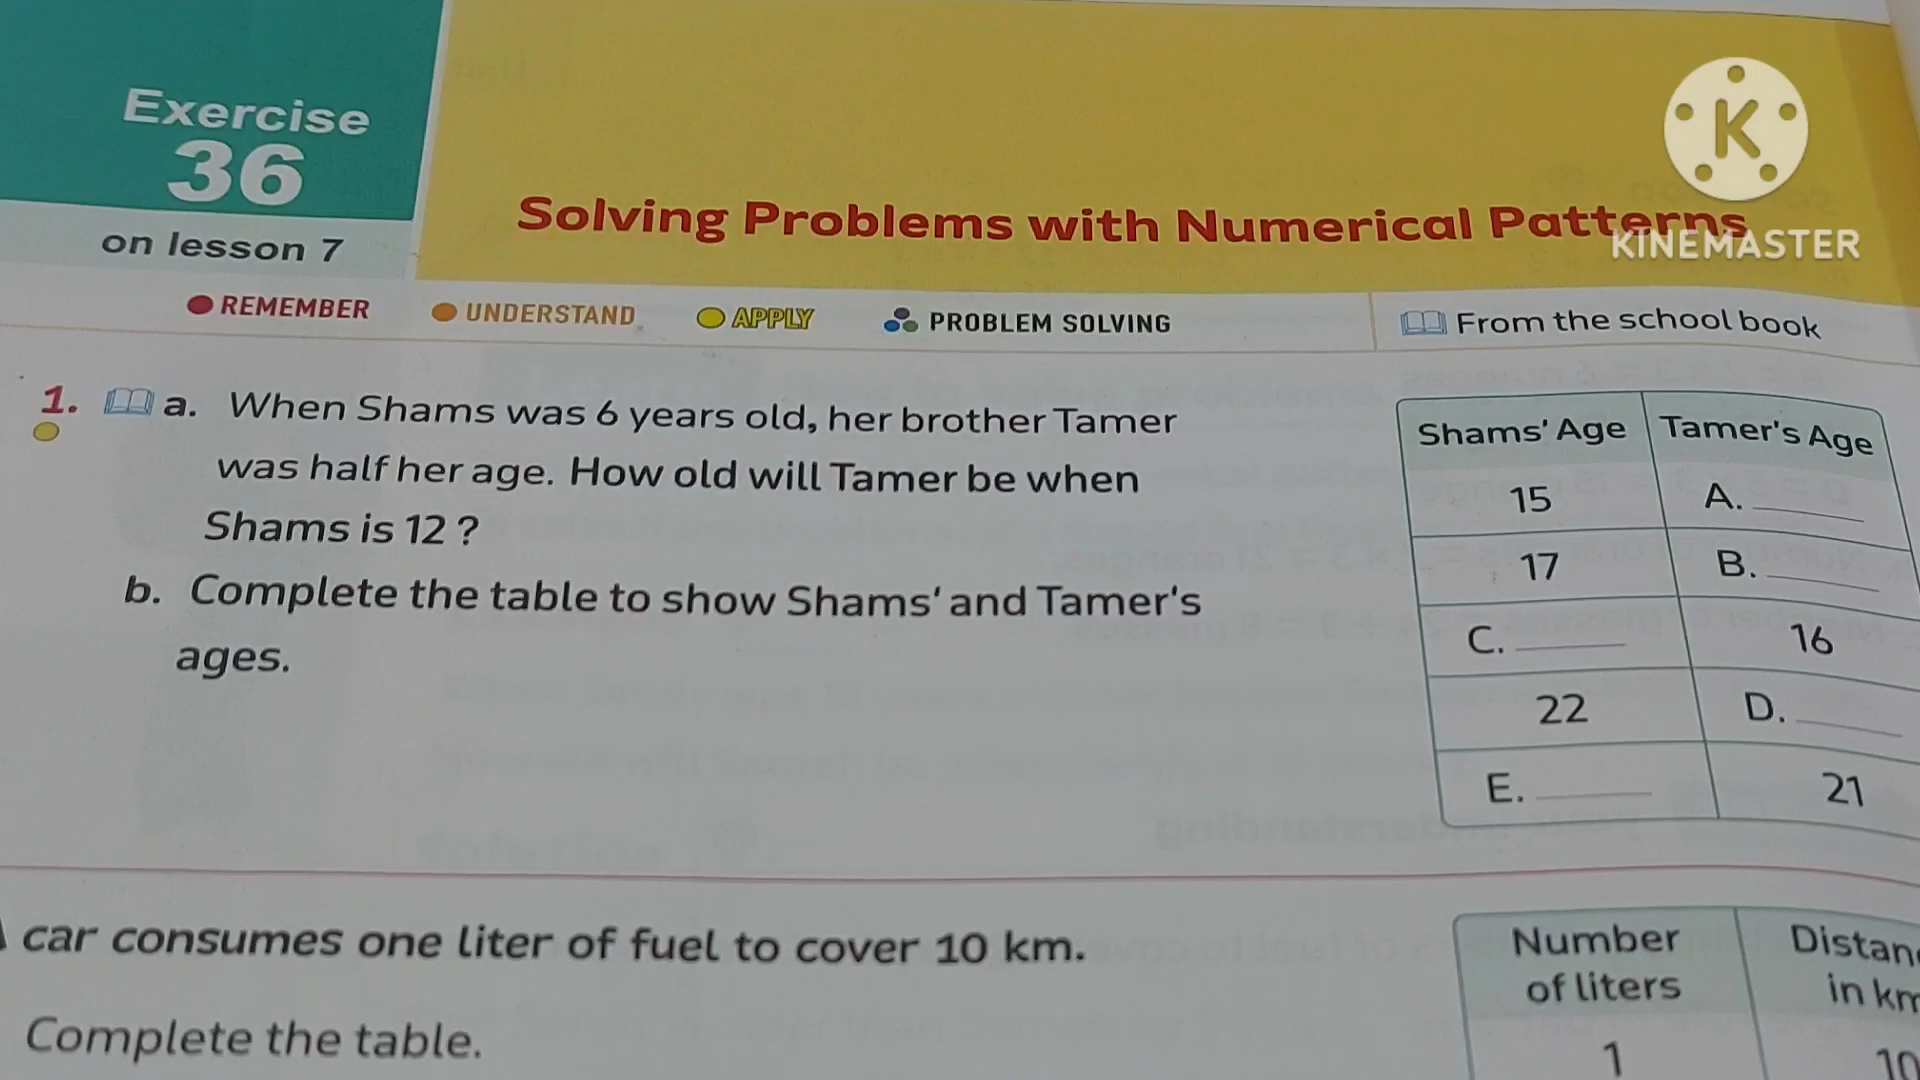 Exercise
36
on lesson 7
Solving Problems with Numerical Patterns
K
KINEMASTER
REMEMBER UNDERSTAND APPLY PROBLEM SOLVING From the school book
1. a. When Shams was 6 years old, her brother Tamer
was half her age. How old will Tamer be when
Shams is 12 ?
b. Complete the table to show Shams' and Tamer's
ages.
Shams' Age Tamer's Age
15 A.
17 B.
C. 16
22 D.
E. 21
car consumes one liter of fuel to cover 10 km.
Complete the table.
Number
of liters
in km
1 10